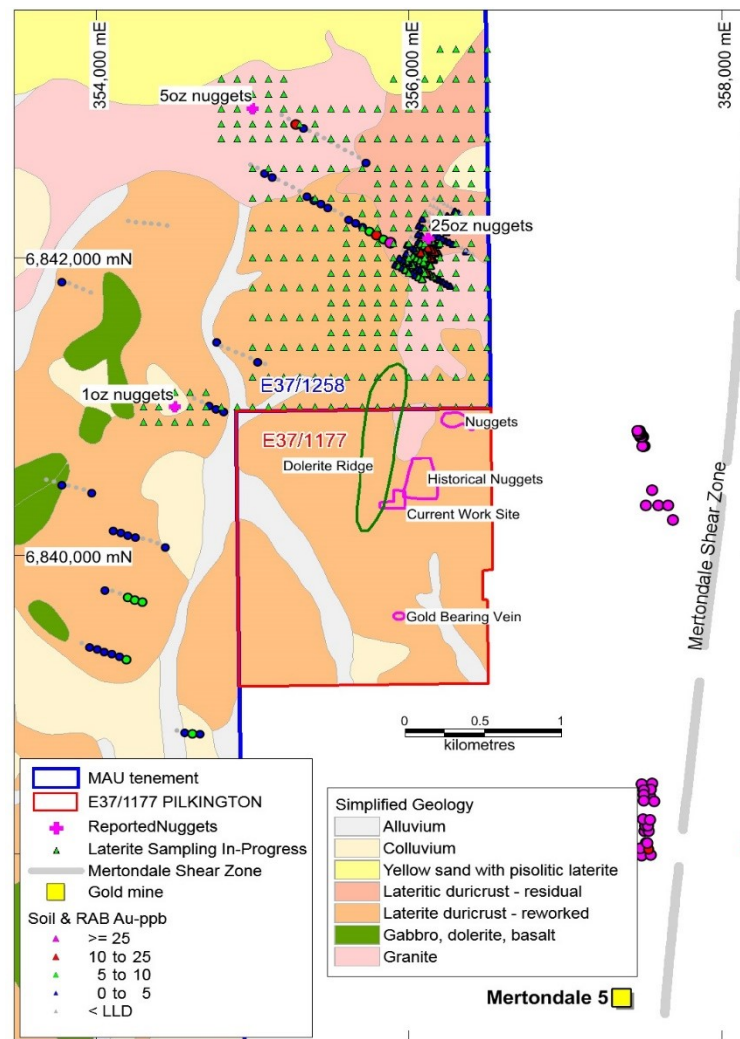 354,000 mE
356,000 mE
358,000 mE
5oz nuggets
25oz nuggets
6,842,000 mN
E37/1258
1oz nuggets
E37/1177
Nuggets
Dolerite Ridge
Historical Nuggets
Current Work Site
6,840,000 mN
Gold Bearing Vein
Mertondale Shear Zone
0 0.5 1
kilometres
MAU tenement
E37/1177 PILKINGTON
ReportedNuggets
Laterite Sampling In-Progress
Mertondale Shear Zone
Gold mine
Soil & RAB Au-ppb
>= 25
10 to 25
5 to 10
0 to 5
< LLD
Simplified Geology
Alluvium
Colluvium
Yellow sand with pisolitic laterite
Lateritic duricrust - residual
Laterite duricrust - reworked
Gabbro, dolerite, basalt
Granite
Mertondale 5